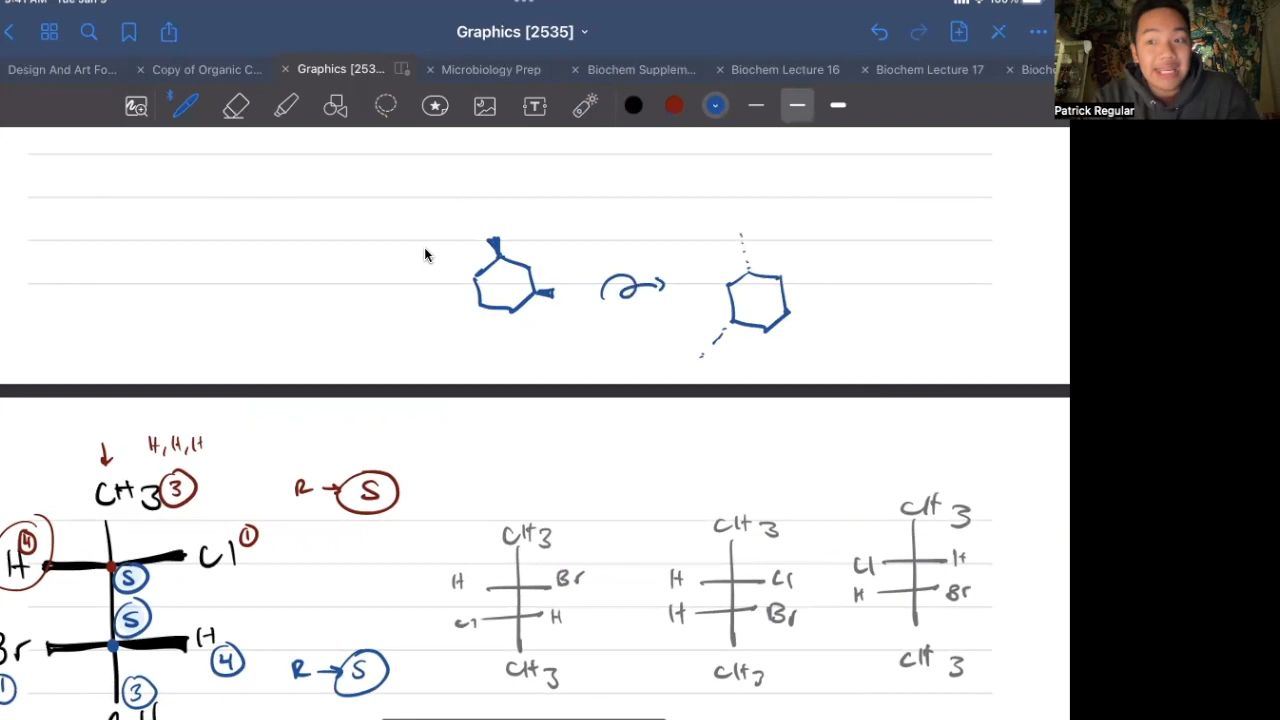 100%
Graphics [2535]
Design And Art Fo...
Copy of Organic C...
Graphics [253...
Microbiology Prep
Biochem Supplem...
Biochem Lecture 16
Biochem Lecture 17
Patrick Regular
H, H, H
CH3 3
R → S
H 4
Cl 1
S
S
Br
H
1
4
3
R → S
CH3
H Br
Cl H
CH3
CH3
H Cl
H Br
CH3
CH3
Cl H
H Br
CH3